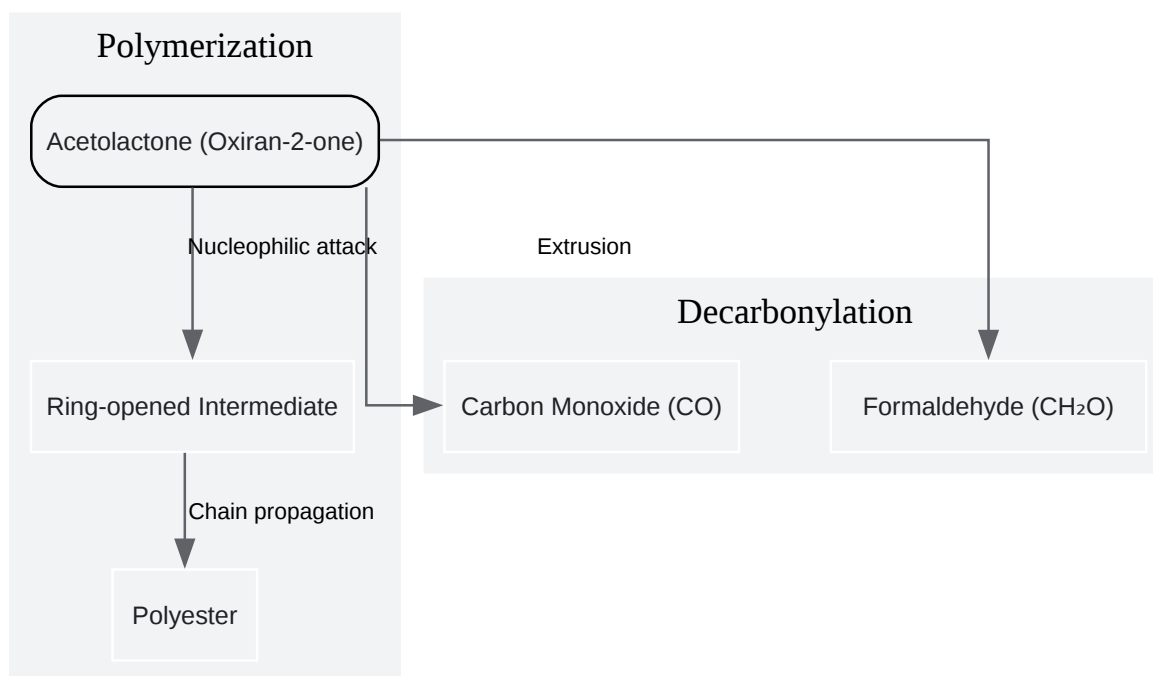 Polymerization
Acetolactone (Oxiran-2-one)
Nucleophilic attack
Extrusion
Decarbonylation
Ring-opened Intermediate
Carbon Monoxide (CO)
Formaldehyde (CH₂O)
Chain propagation
Polyester